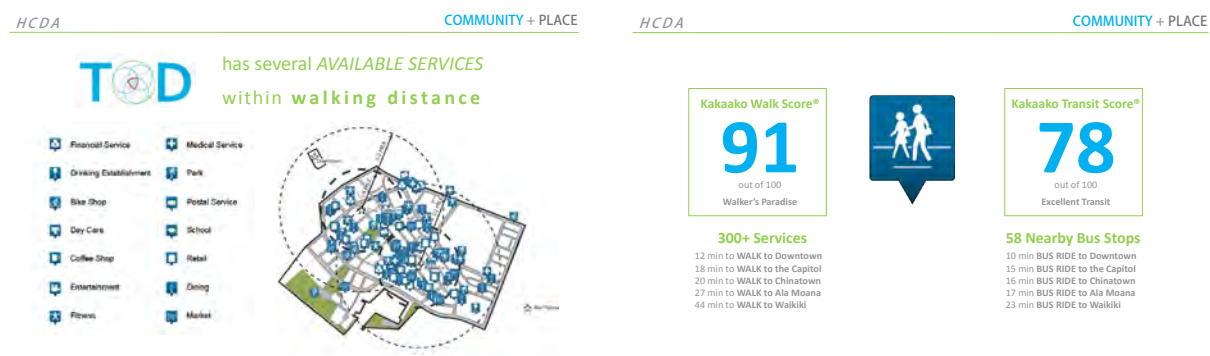 HCDA
COMMUNITY + PLACE
TOD
has several AVAILABLE SERVICES
within walking distance
Financial Service
Medical Service
Drinking Establishment
Park
Bike Shop
Postal Service
Day Care
School
Coffee Shop
Retail
Entertainment
Dining
Fitness
Market
HCDA
COMMUNITY + PLACE
Kakaako Walk Score®
91
out of 100
Walker's Paradise
300+ Services
12 min to WALK to Downtown
18 min to WALK to the Capitol
20 min to WALK to Chinatown
27 min to WALK to Ala Moana
44 min to WALK to Waikiki
Kakaako Transit Score®
78
out of 100
Excellent Transit
58 Nearby Bus Stops
10 min BUS RIDE to Downtown
15 min BUS RIDE to the Capitol
16 min BUS RIDE to Chinatown
17 min BUS RIDE to Ala Moana
23 min BUS RIDE to Waikiki